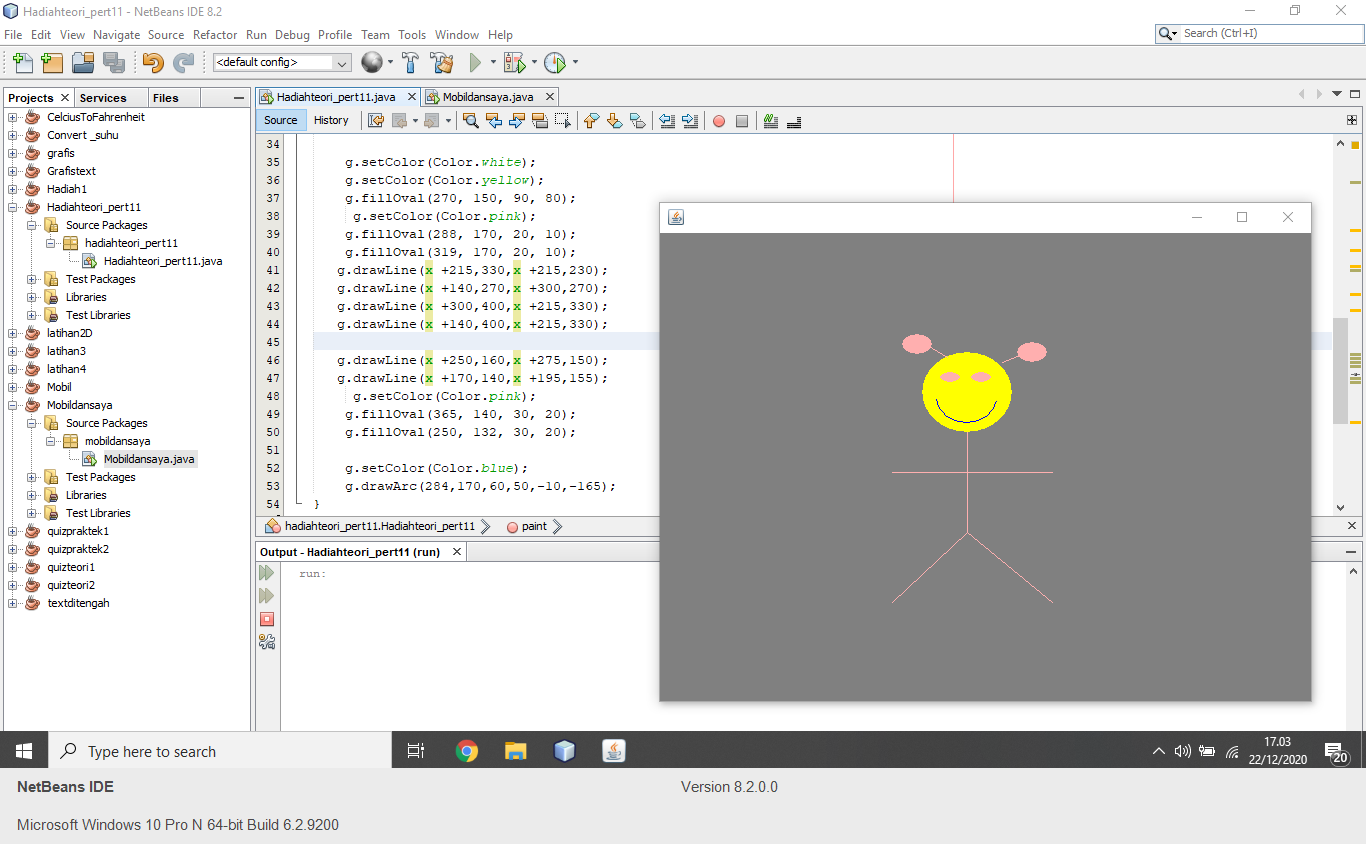 Hadiahteori_pert11 - NetBeans IDE 8.2
File Edit View Navigate Source Refactor Run Debug Profile Team Tools Window Help
Search (Ctrl+I)
<default config>
Projects Services Files
CelciusToFahrenheit
Convert _suhu
grafis
Grafistext
Hadiah1
Hadiahteori_pert11
Source Packages
hadiahteori_pert11
Hadiahteori_pert11.java
Test Packages
Libraries
Test Libraries
latihan2D
latihan3
latihan4
Mobil
Mobildansaya
Source Packages
mobildansaya
Mobildansaya.java
Test Packages
Libraries
Test Libraries
quizpraktek1
quizpraktek2
quizteori1
quizteori2
textditengah
Hadiahteori_pert11.java Mobildansaya.java
Source History
34
35 g.setColor(Color.white);
36 g.setColor(Color.yellow);
37 g.fillOval(270, 150, 90, 80);
38 g.setColor(Color.pink);
39 g.fillOval(288, 170, 20, 10);
40 g.fillOval(319, 170, 20, 10);
41 g.drawLine(x +215,330,x +215,230);
42 g.drawLine(x +140,270,x +300,270);
43 g.drawLine(x +300,400,x +215,330);
44 g.drawLine(x +140,400,x +215,330);
45
46 g.drawLine(x +250,160,x +275,150);
47 g.drawLine(x +170,140,x +195,155);
48 g.setColor(Color.pink);
49 g.fillOval(365, 140, 30, 20);
50 g.fillOval(250, 132, 30, 20);
51
52 g.setColor(Color.blue);
53 g.drawArc(284,170,60,50,-10,-165);
54 }
hadiahteori_pert11.Hadiahteori_pert11 paint
Output - Hadiahteori_pert11 (run)
run:
Type here to search
17.03
22/12/2020
20
NetBeans IDE Version 8.2.0.0
Microsoft Windows 10 Pro N 64-bit Build 6.2.9200